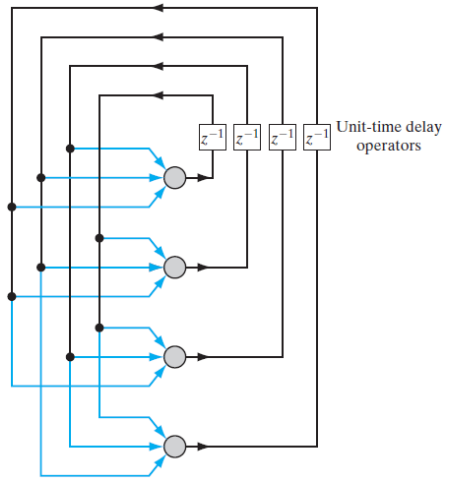 z⁻¹ z⁻¹ z⁻¹ z⁻¹ Unit-time delay
operators